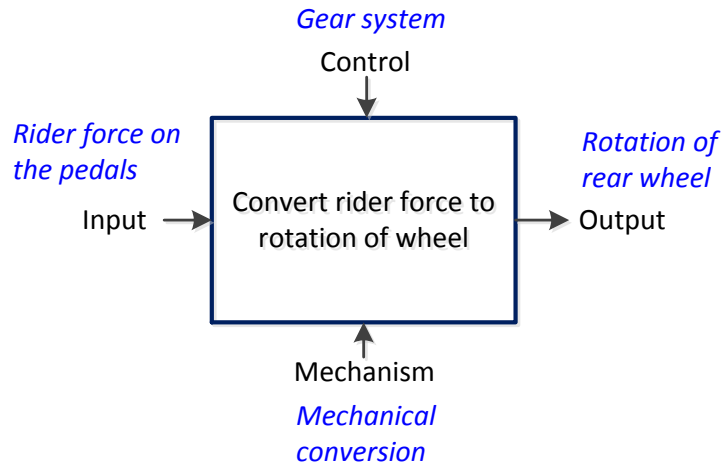 Gear system
Control
Rider force on
the pedals
Input
Convert rider force to
rotation of wheel
Rotation of
rear wheel
Output
Mechanism
Mechanical
conversion